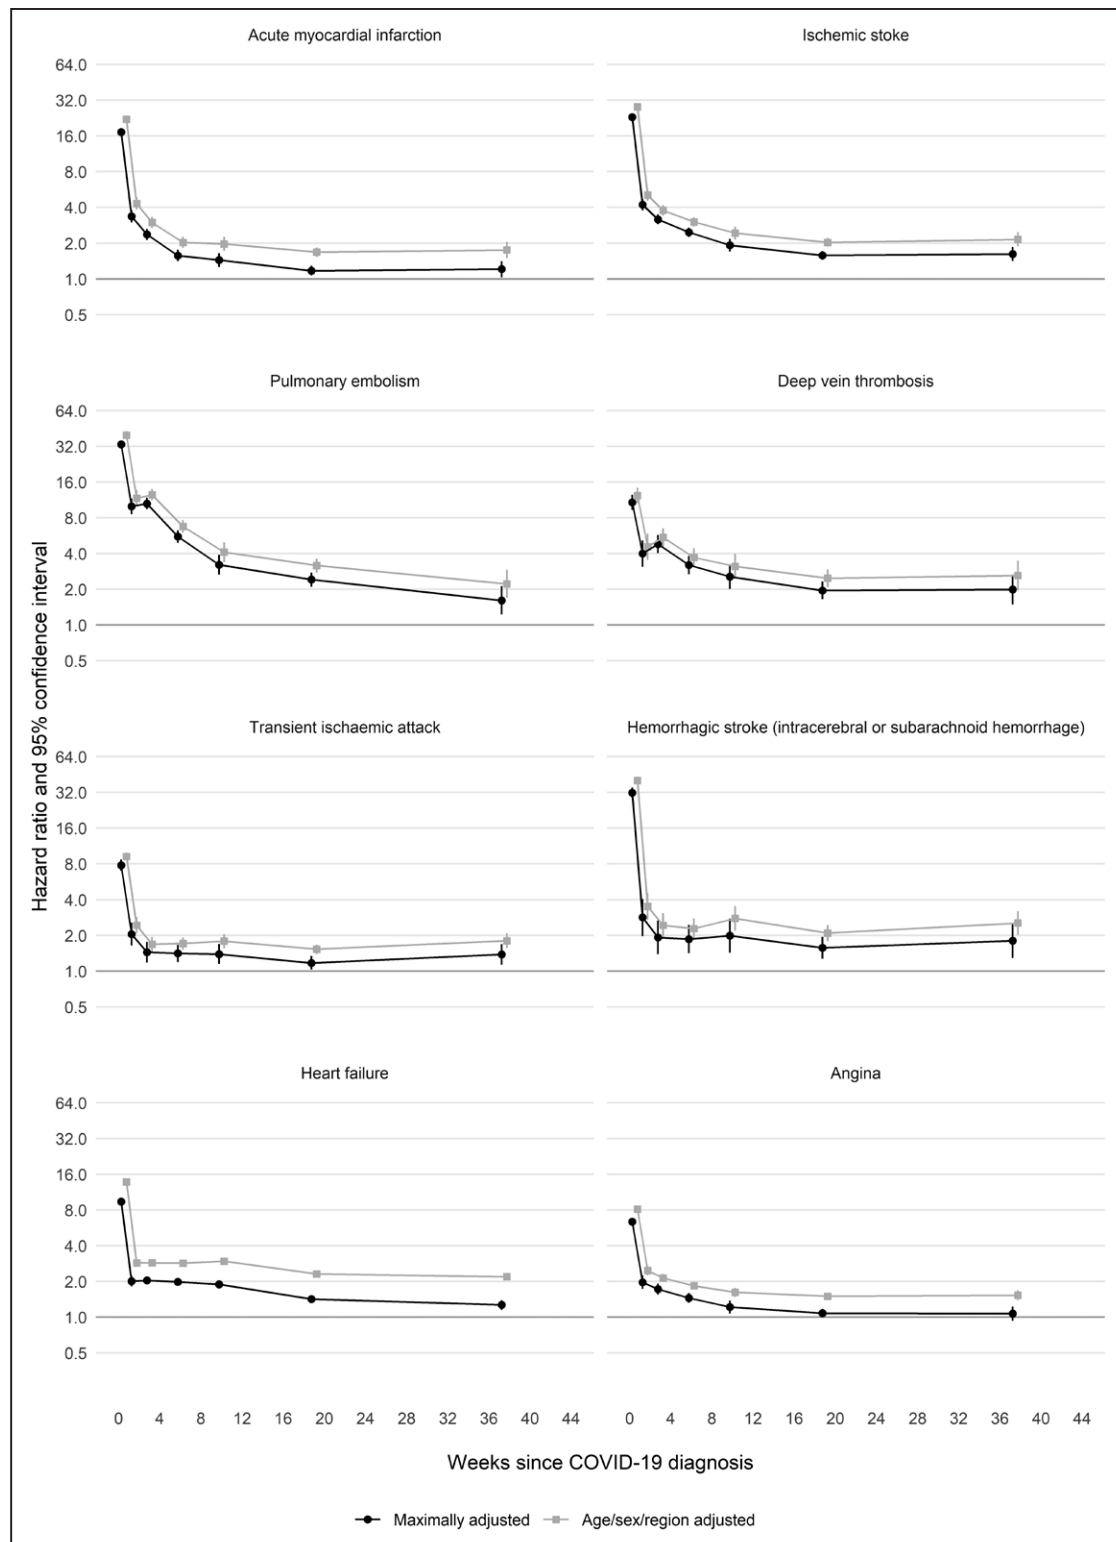 Acute myocardial infarction
Ischemic stoke
64.0
32.0
16.0
8.0
4.0
2.0
1.0
0.5
Pulmonary embolism
Deep vein thrombosis
64.0
32.0
16.0
8.0
4.0
2.0
1.0
0.5
Hazard ratio and 95% confidence interval
Transient ischaemic attack
Hemorrhagic stroke (intracerebral or subarachnoid hemorrhage)
64.0
32.0
16.0
8.0
4.0
2.0
1.0
0.5
Heart failure
Angina
64.0
32.0
16.0
8.0
4.0
2.0
1.0
0.5
0 4 8 12 16 20 24 28 32 36 40 44
0 4 8 12 16 20 24 28 32 36 40 44
Weeks since COVID-19 diagnosis
Maximally adjusted
Age/sex/region adjusted